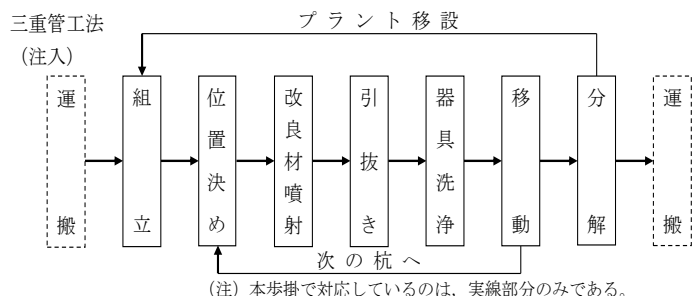 三重管工法
（注入）
プラント移設
運搬
組立
位置決め
改良材噴射
引抜き
器具洗浄
移動
分解
運搬
次の杭へ
（注）本歩掛で対応しているのは，実線部分のみである。